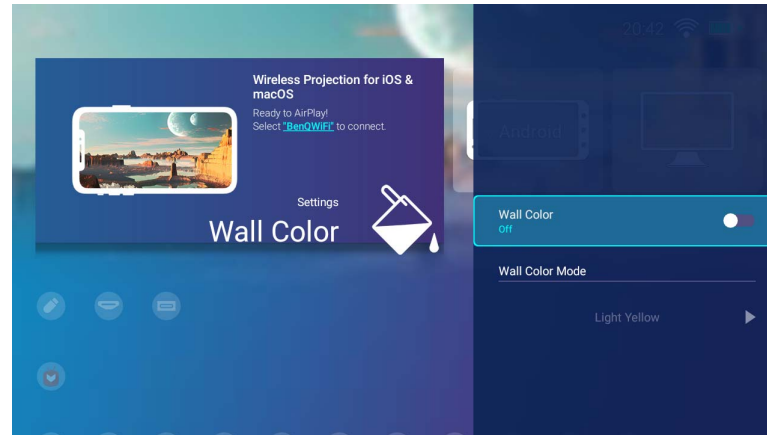 20:42
Wireless Projection for iOS &
macOS
Ready to AirPlay!
Select "BenQWiFi" to connect.
Android
Settings
Wall Color
Wall Color
Off
Wall Color Mode
Light Yellow